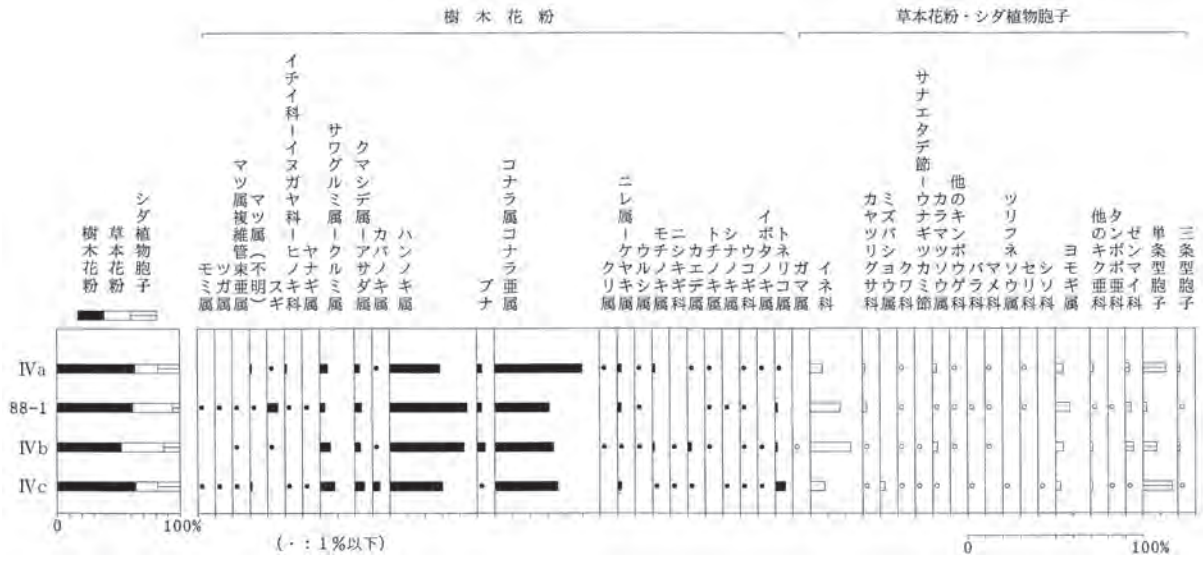 樹木花粉
草本花粉・シダ植物胞子
樹木花粉
草本花粉
シダ植物胞子
モミ属
ツガ属
マツ属複維管束亜属
マツ属(不明)
スギ
イチイ科ーイヌガヤ科ーヒノキ科
ヤナギ属
サワグルミ属ークルミ属
クマシデ属ーアサダ属
カバノキ属
ハンノキ属
ブナ
コナラ属コナラ亜属
クリ属
ニレ属ーケヤキ属
ウルシ属
モチノキ属
ニシキギ科
カエデ属
トチノキ属
シナノキ属
ウコギ科
イボタノキ属
トネリコ属
ガマ属
イネ科
カヤツリグサ科
ミズバショウ属
クワ科
サナエタデ節ーウナギツカミ節
カラマツソウ属
他のキンポウゲ科
バラ科
マメ科
ツリフネソウ属
セリ科
シソ科
ヨモギ属
他のキク亜科
タンポポ亜科
ゼンマイ科
単条型胞子
三条型胞子
IVa
88-1
IVb
IVc
0 100%
(・:1%以下)
0 100%